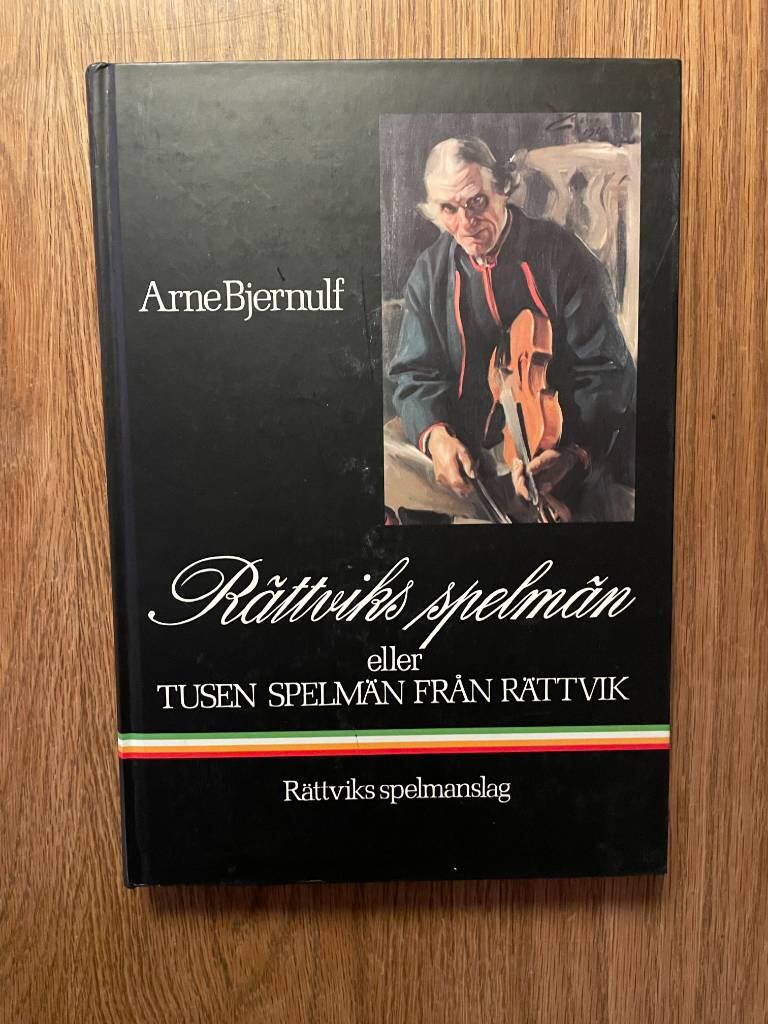 Arne Bjernulf
Rättviks spelmän
eller
TUSEN SPELMÄN FRÅN RÄTTVIK
Rättviks spelmanslag